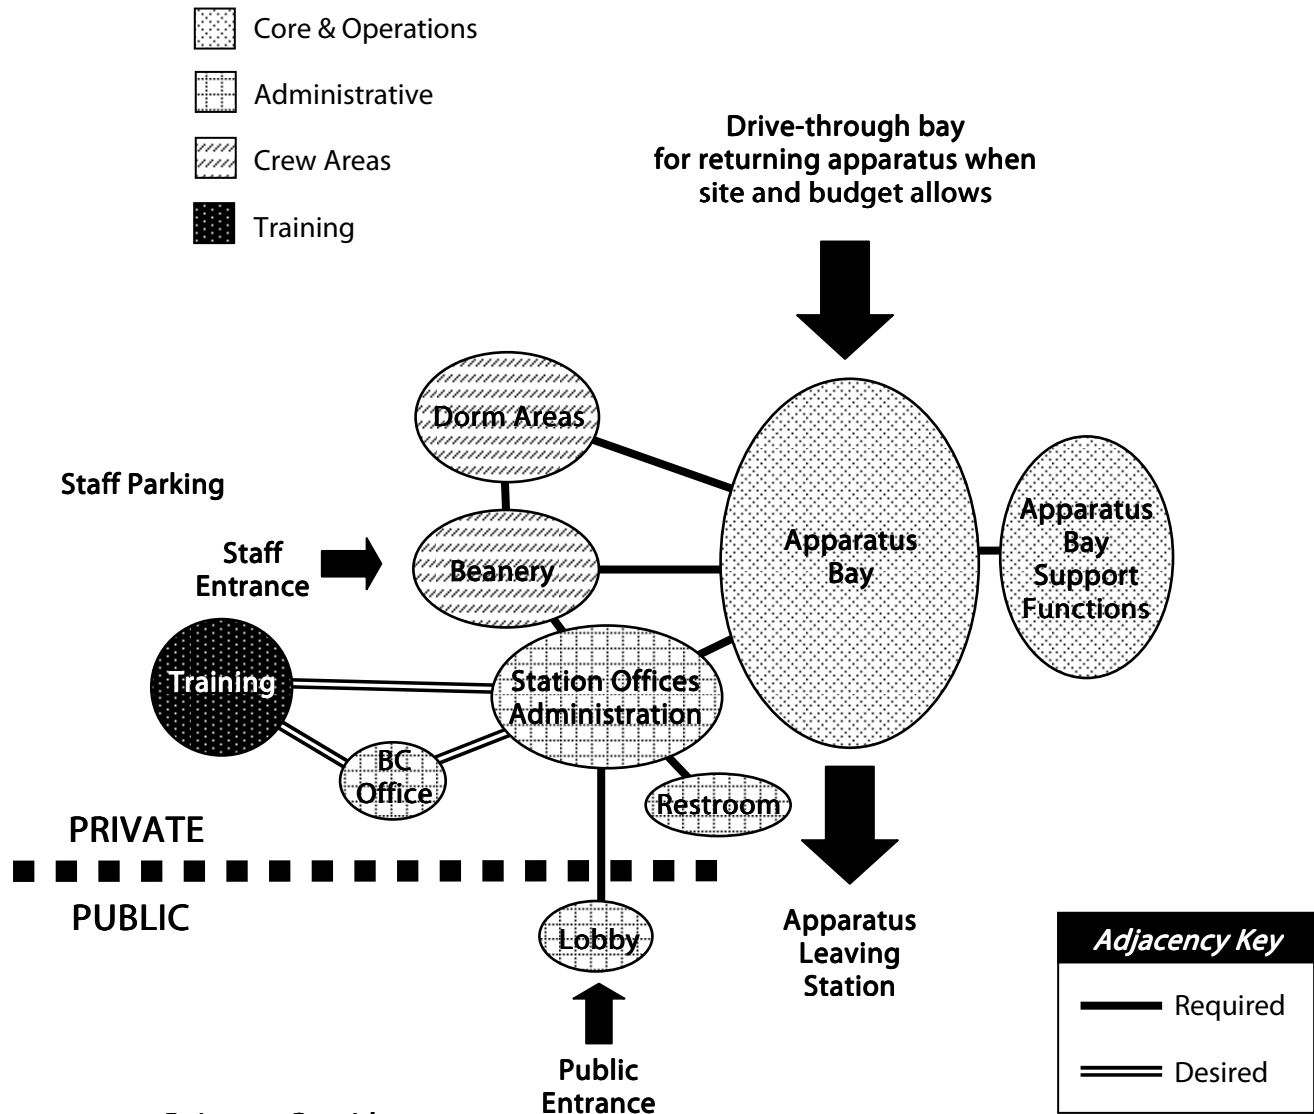 Core & Operations
Administrative
Crew Areas
Training
Drive-through bay
for returning apparatus when
site and budget allows
Dorm Areas
Staff Parking
Staff
Entrance
Beanery
Apparatus
Bay
Apparatus
Bay
Support
Functions
Training
Station Offices
Administration
BC
Office
Restroom
PRIVATE
PUBLIC
Lobby
Apparatus
Leaving
Station
Public
Entrance
Adjacency Key
Required
Desired